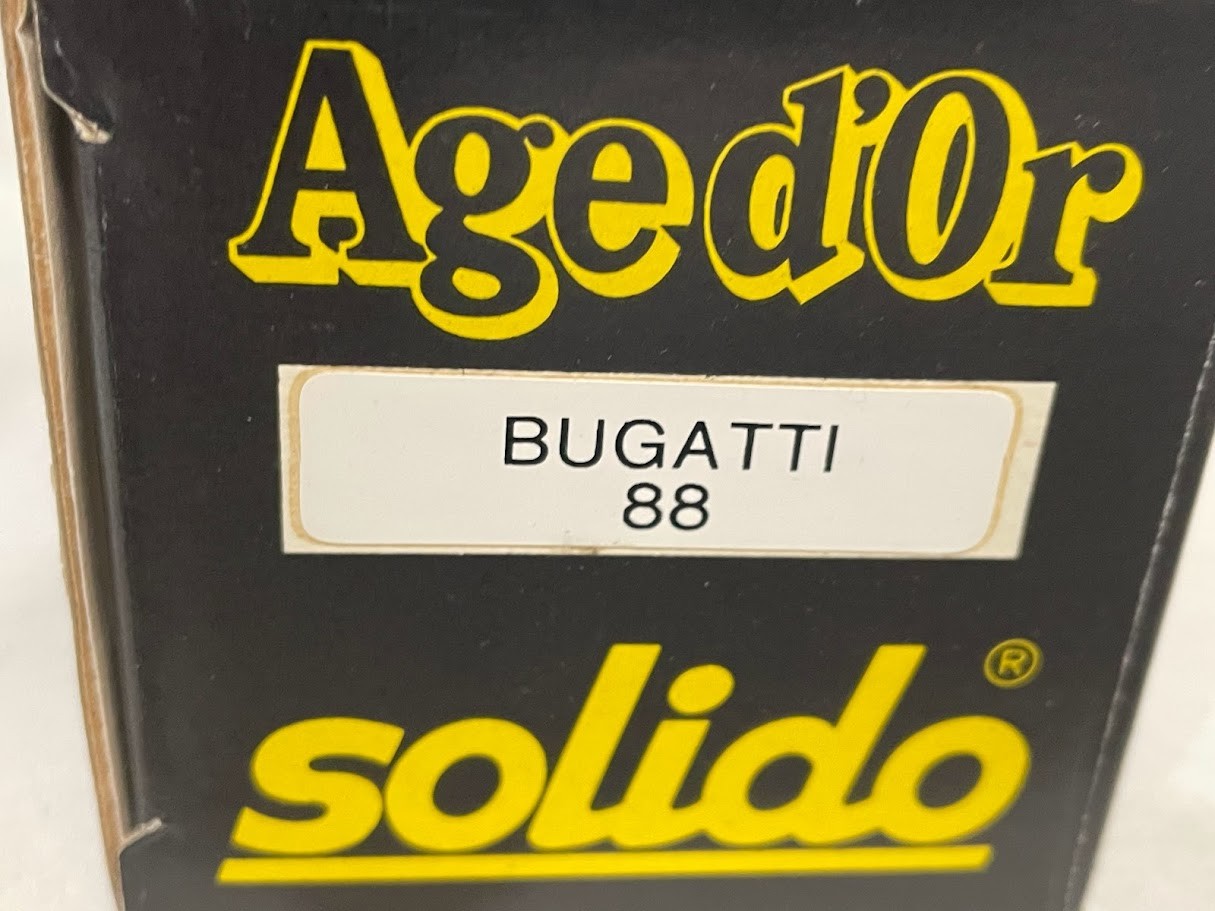 Age d'Or
BUGATTI
88
solido ®